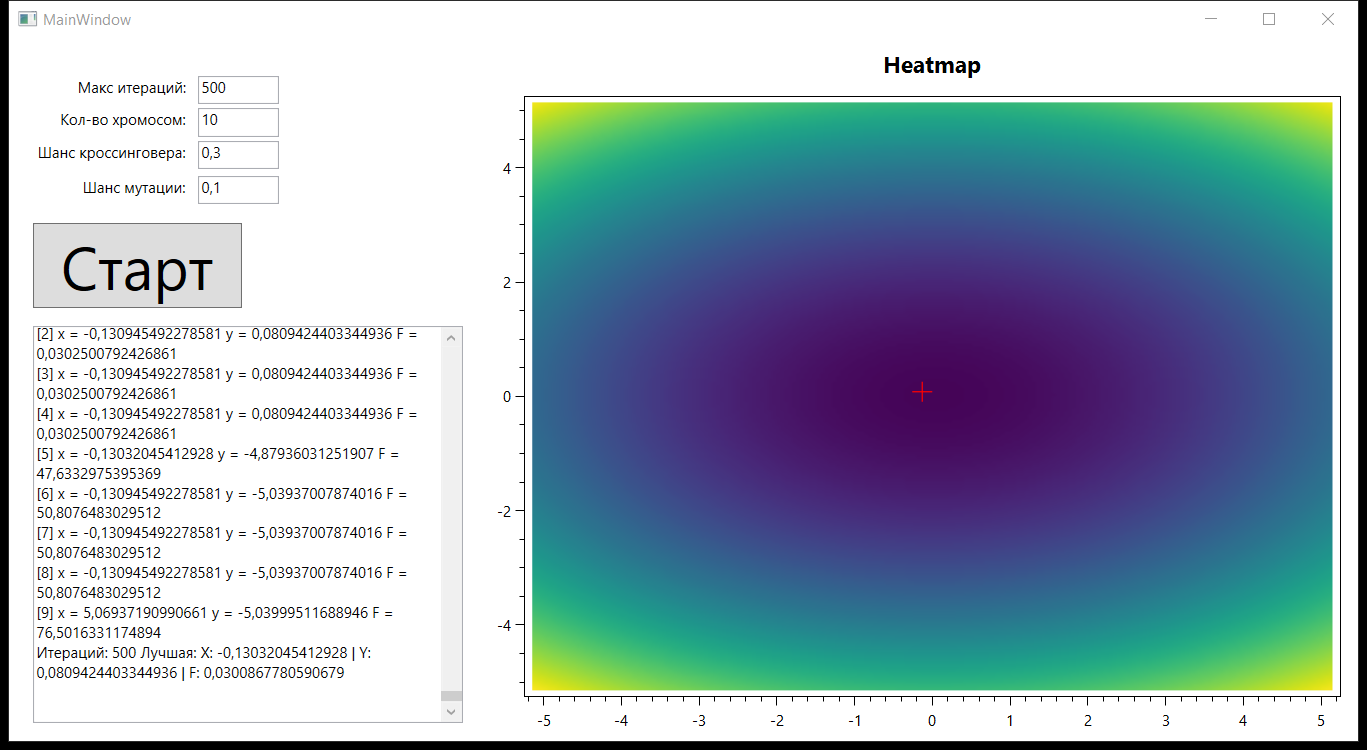 MainWindow
Макс итераций: 500
Кол-во хромосом: 10
Шанс кроссинговера: 0,3
Шанс мутации: 0,1
Старт
[2] x = -0,130945492278581 y = 0,0809424403344936 F =
0,0302500792426861
[3] x = -0,130945492278581 y = 0,0809424403344936 F =
0,0302500792426861
[4] x = -0,130945492278581 y = 0,0809424403344936 F =
0,0302500792426861
[5] x = -0,13032045412928 y = -4,87936031251907 F =
47,6332975395369
[6] x = -0,130945492278581 y = -5,03937007874016 F =
50,8076483029512
[7] x = -0,130945492278581 y = -5,03937007874016 F =
50,8076483029512
[8] x = -0,130945492278581 y = -5,03937007874016 F =
50,8076483029512
[9] x = 5,06937190990661 y = -5,03999511688946 F =
76,5016331174894
Итераций: 500 Лучшая: X: -0,13032045412928 | Y:
0,0809424403344936 | F: 0,0300867780590679
Heatmap
4
2
0
-2
-4
-5 -4 -3 -2 -1 0 1 2 3 4 5